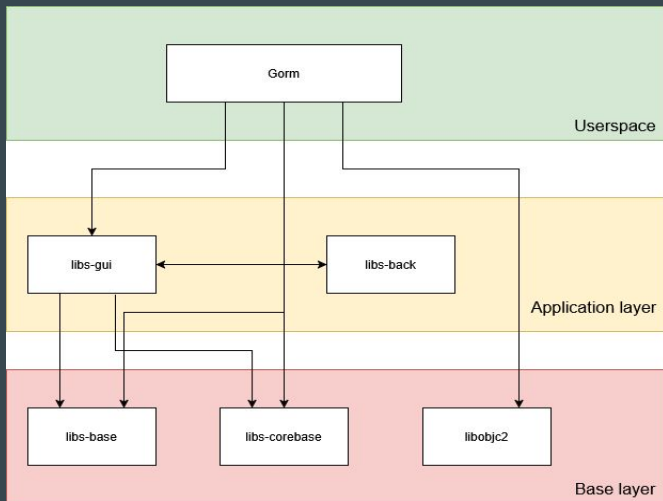 Gorm
Userspace
libs-gui
libs-back
Application layer
libs-base
libs-corebase
libobjc2
Base layer